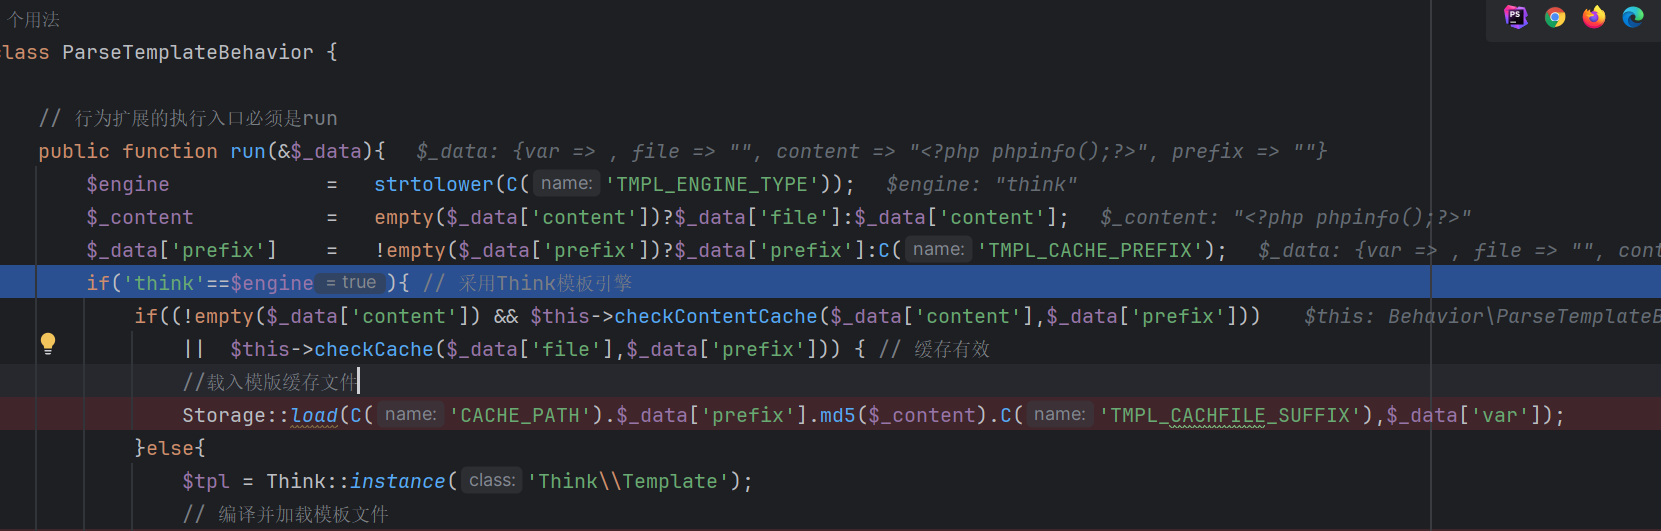 个用法
class ParseTemplateBehavior {
// 行为扩展的执行入口必须是run
public function run(&$_data){ $_data: {var => , file => "", content => "<?php phpinfo();?>", prefix => ""}
$engine = strtolower(C( name: 'TMPL_ENGINE_TYPE')); $engine: "think"
$_content = empty($_data['content'])?$_data['file']:$_data['content']; $_content: "<?php phpinfo();?>"
$_data['prefix'] = !empty($_data['prefix'])?$_data['prefix']:C( name: 'TMPL_CACHE_PREFIX'); $_data: {var => , file => "", cont
if('think'==$engine = true ){ // 采用Think模板引擎
if((!empty($_data['content']) && $this->checkContentCache($_data['content'],$_data['prefix'])) $this: Behavior\ParseTemplateB
|| $this->checkCache($_data['file'],$_data['prefix'])) { // 缓存有效
//载入模版缓存文件
Storage::load(C( name: 'CACHE_PATH').$_data['prefix'].md5($_content).C( name: 'TMPL_CACHFILE_SUFFIX'),$_data['var']);
}else{
$tpl = Think::instance( class: 'Think\\Template');
// 编译并加载模板文件